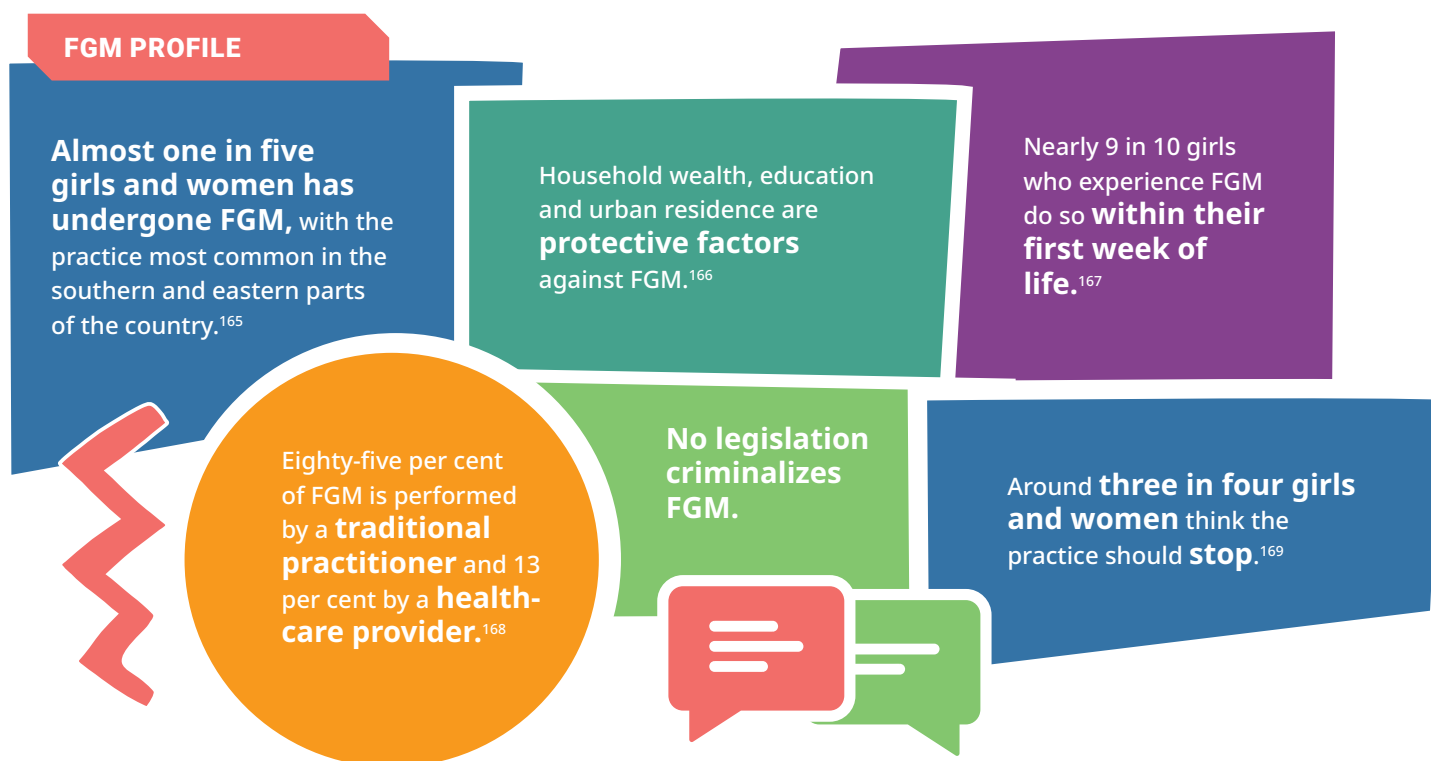 FGM PROFILE
Almost one in five
girls and women has
undergone FGM, with the
practice most common in the
southern and eastern parts
of the country.165
Household wealth, education
and urban residence are
protective factors
against FGM.166
Nearly 9 in 10 girls
who experience FGM
do so within their
first week of
life.167
Eighty-five per cent
of FGM is performed
by a traditional
practitioner and 13
per cent by a health-
care provider.168
No legislation
criminalizes
FGM.
Around three in four girls
and women think the
practice should stop.169